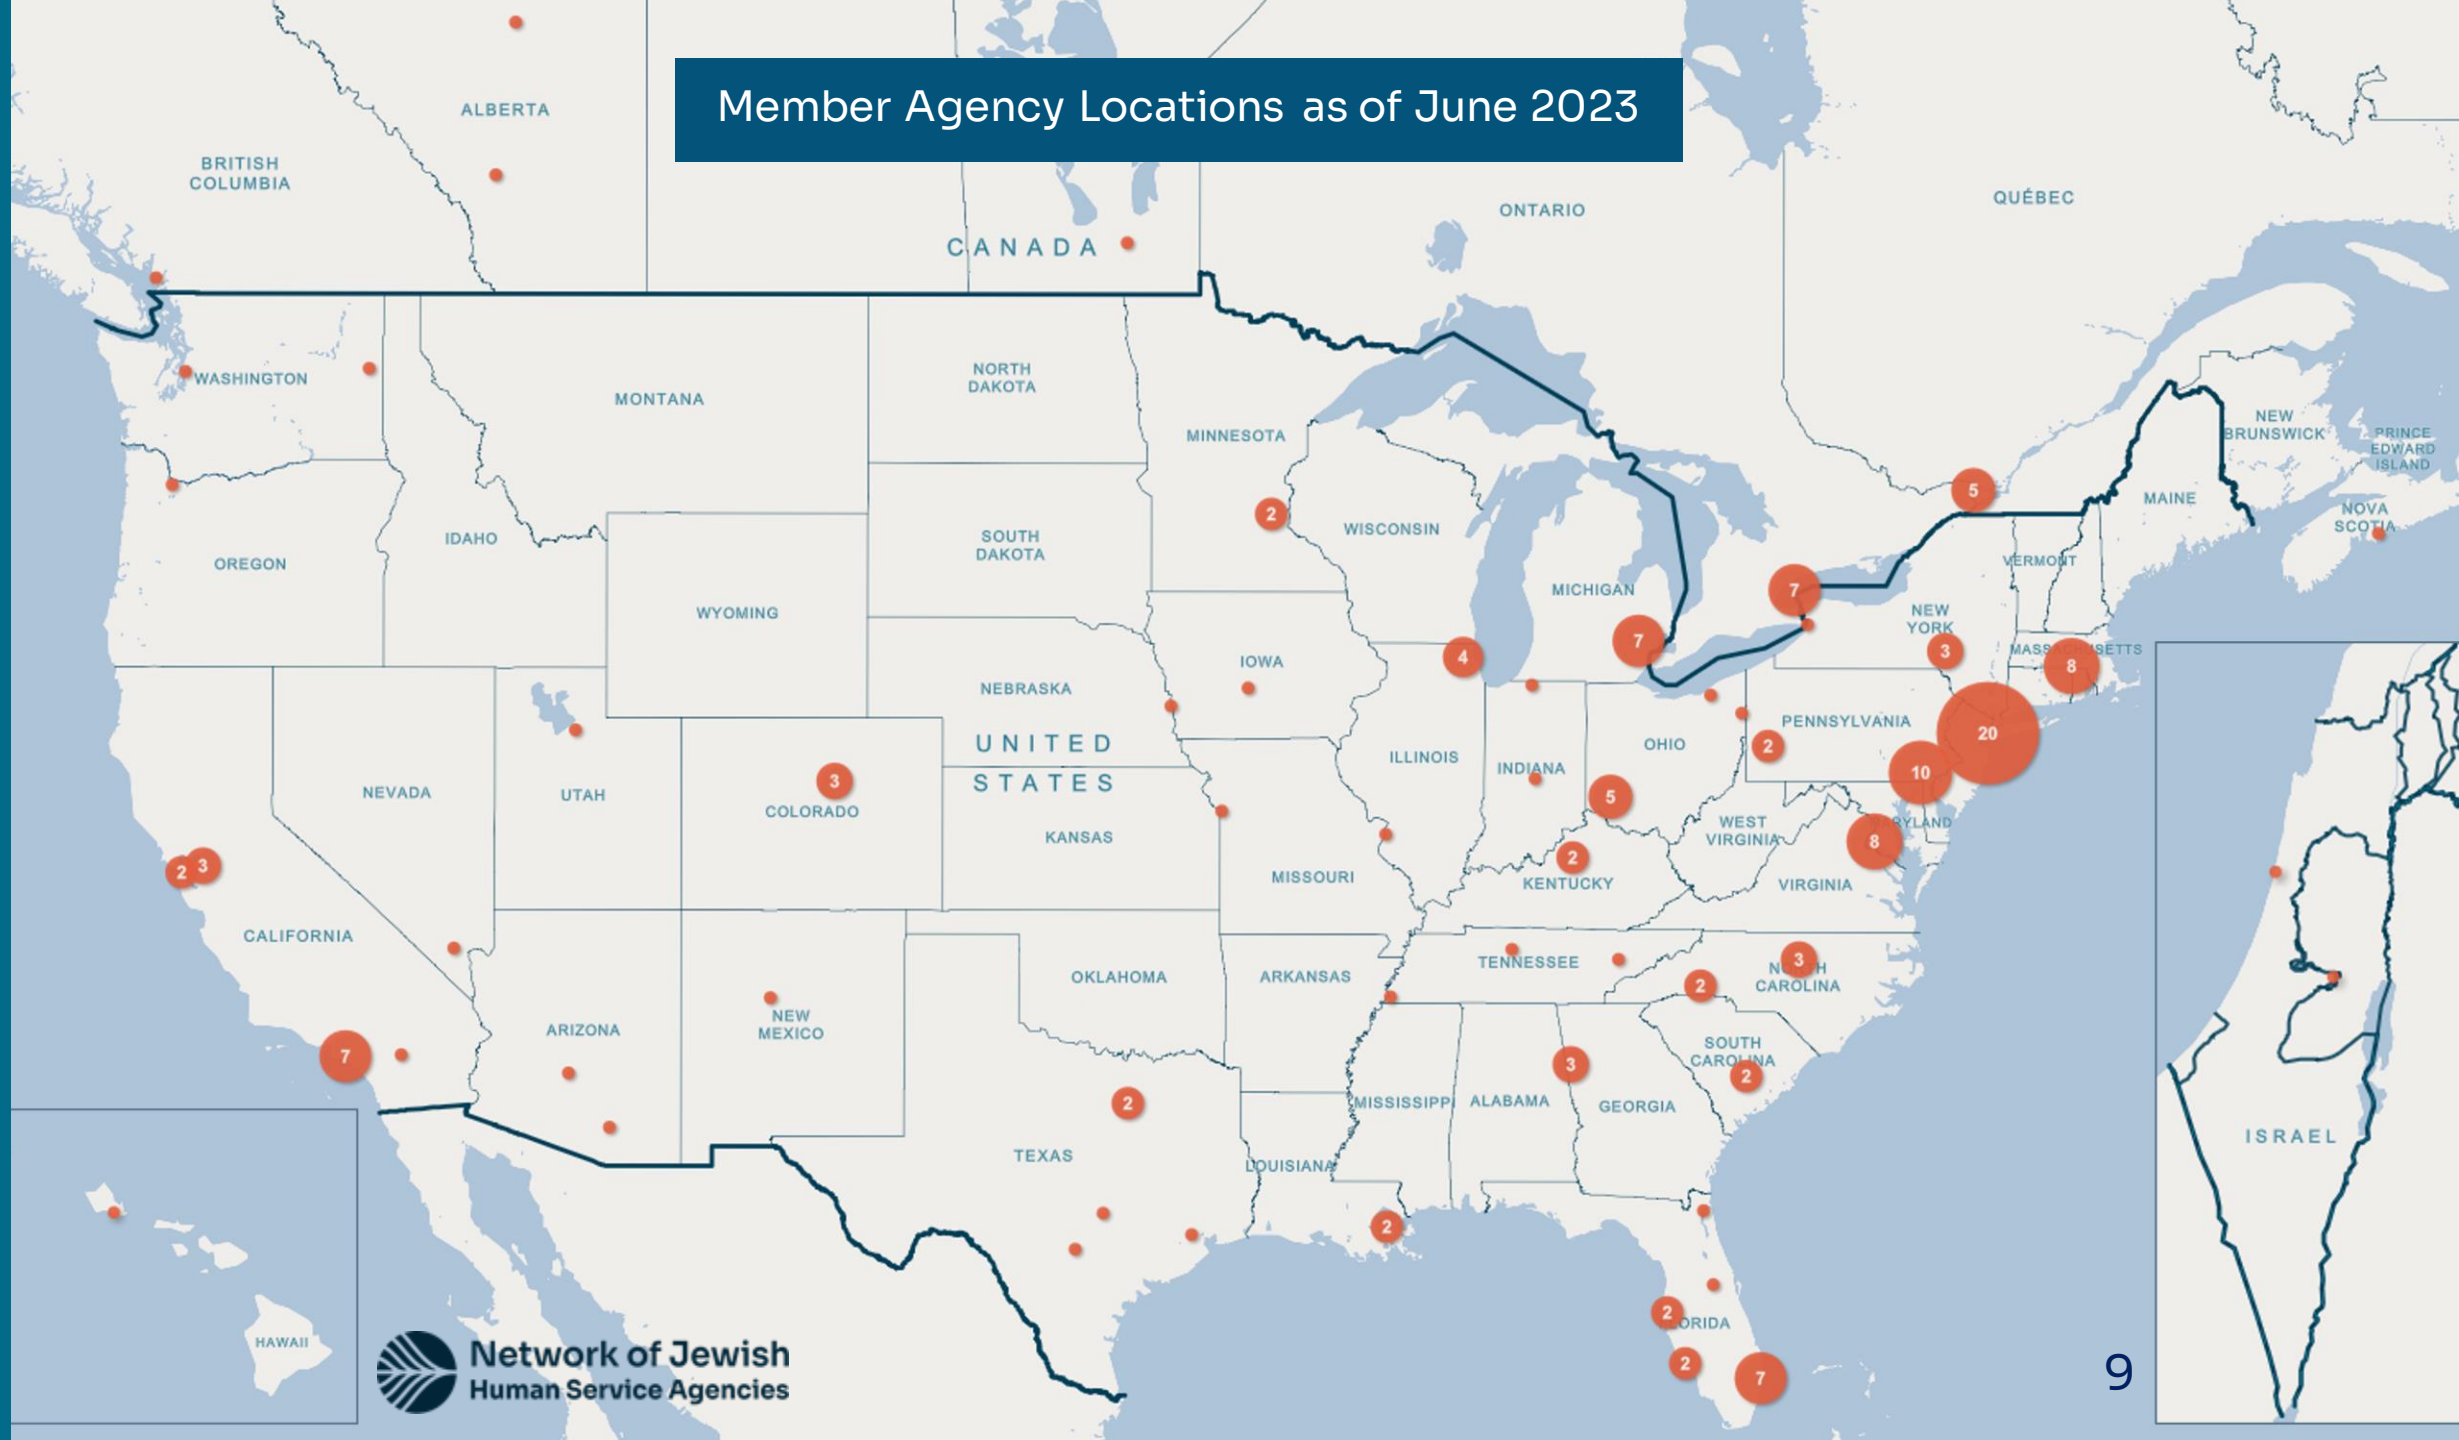 Member Agency Locations as of June 2023
ALBERTA
BRITISH
COLUMBIA
CANADA
ONTARIO
QUÉBEC
WASHINGTON
MONTANA
NORTH
DAKOTA
MINNESOTA
NEW
BRUNSWICK
PRINCE
EDWARD
ISLAND
5
MAINE
NOVA
SCOTIA
2
WISCONSIN
OREGON
IDAHO
SOUTH
DAKOTA
VERMONT
MICHIGAN
7
WYOMING
NEW
YORK
7
4
3
8
IOWA
NEBRASKA
PENNSYLVANIA
20
UNITED
STATES
OHIO
2
ILLINOIS
INDIANA
10
NEVADA
UTAH
3
COLORADO
5
KANSAS
WEST
VIRGINIA
8
2
3
MISSOURI
2
KENTUCKY
VIRGINIA
CALIFORNIA
TENNESSEE
3
CAROLINA
OKLAHOMA
ARKANSAS
2
ARIZONA
NEW
MEXICO
7
SOUTH
CAROLINA
3
2
2
MISSISSIPPI
ALABAMA
GEORGIA
TEXAS
LOUISIANA
ISRAEL
2
2
2
7
HAWAII
Network of Jewish
Human Service Agencies
9